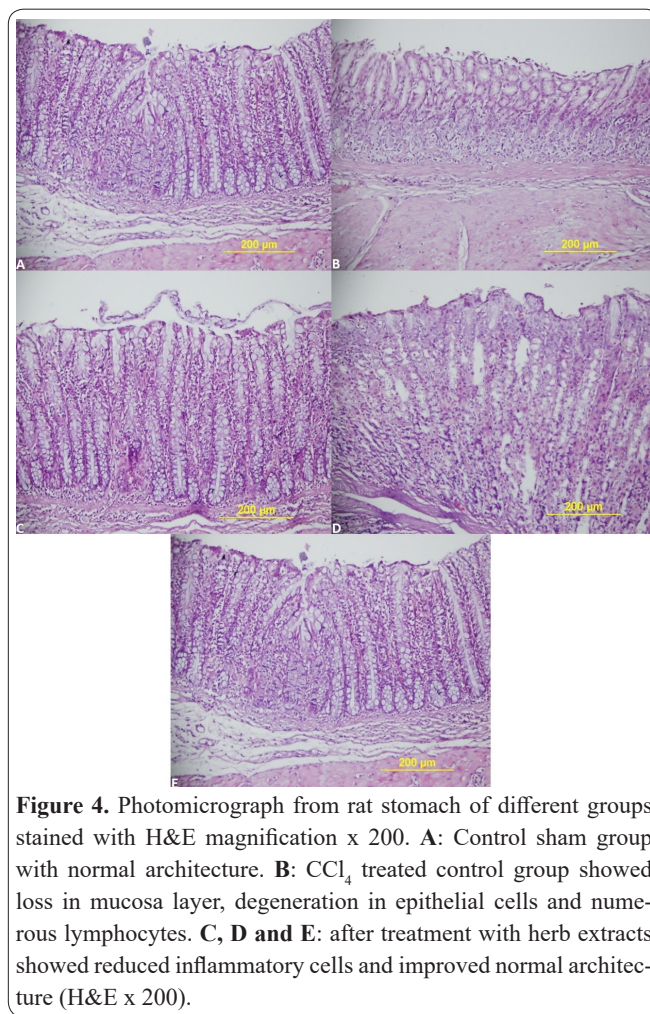 200 μm
A
200 μm
B
200 μm
C
200 μm
D
200 μm
E
Figure 4. Photomicrograph from rat stomach of different groups
stained with H&E magnification x 200. A: Control sham group
with normal architecture. B: CCl4 treated control group showed
loss in mucosa layer, degeneration in epithelial cells and nume-
rous lymphocytes. C, D and E: after treatment with herb extracts
showed reduced inflammatory cells and improved normal architec-
ture (H&E x 200).